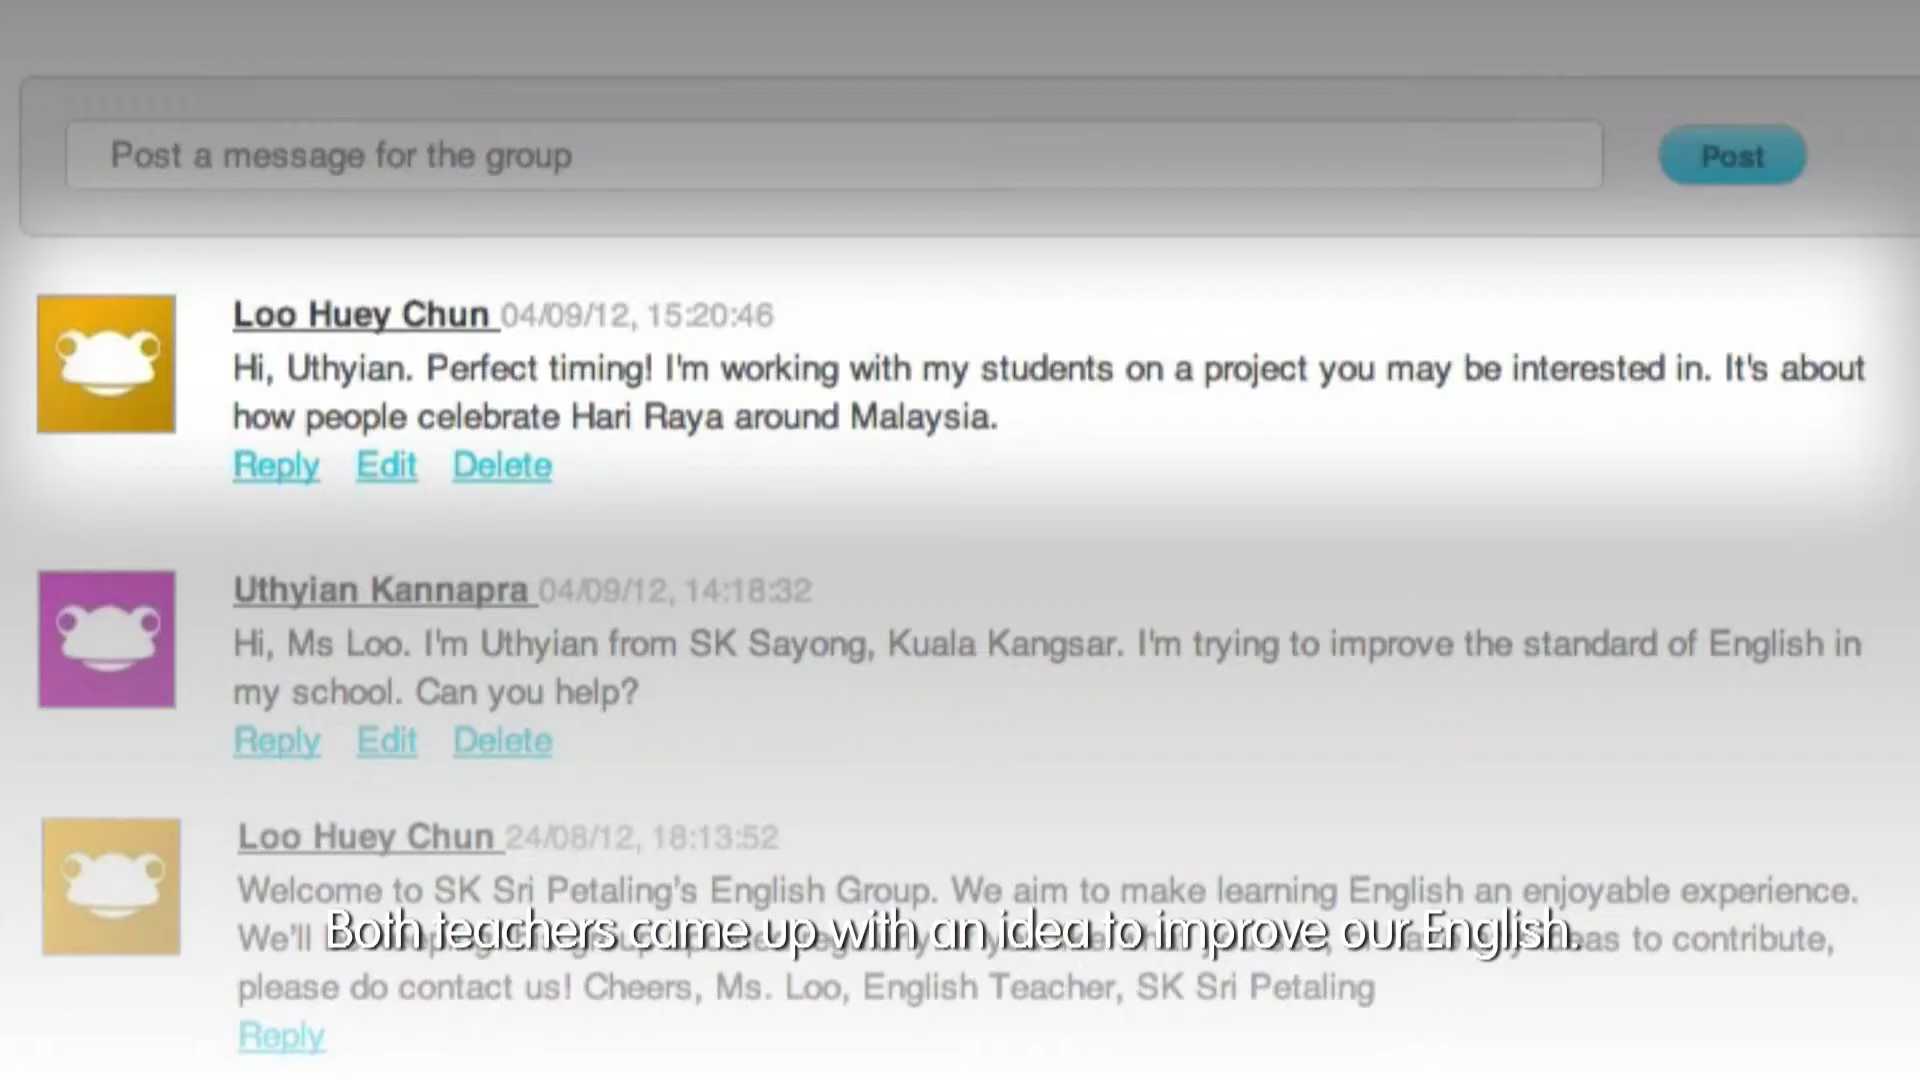 Post a message for the group
Post
Loo Huey Chun 04/09/12, 15:20:46
Hi, Uthyian. Perfect timing! I'm working with my students on a project you may be interested in. It's about
how people celebrate Hari Raya around Malaysia.
Reply Edit Delete
Uthyian Kannapra 04/09/12, 14:18:32
Hi, Ms Loo. I'm Uthyian from SK Sayong, Kuala Kangsar. I'm trying to improve the standard of English in
my school. Can you help?
Reply Edit Delete
Loo Huey Chun 24/08/12, 18:13:52
Welcome to SK Sri Petaling's English Group. We aim to make learning English an enjoyable experience.
We'll to contribute,
Both teachers came up with an idea to improve our English.
please do contact us! Cheers, Ms. Loo, English Teacher, SK Sri Petaling
Reply